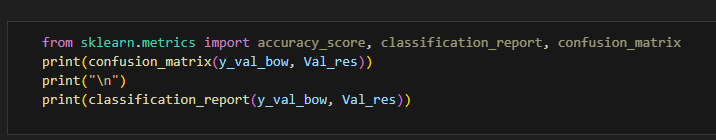 from sklearn.metrics import accuracy_score, classification_report, confusion_matrix
print(confusion_matrix(y_val_bow, Val_res))
print("\n")
print(classification_report(y_val_bow, Val_res))